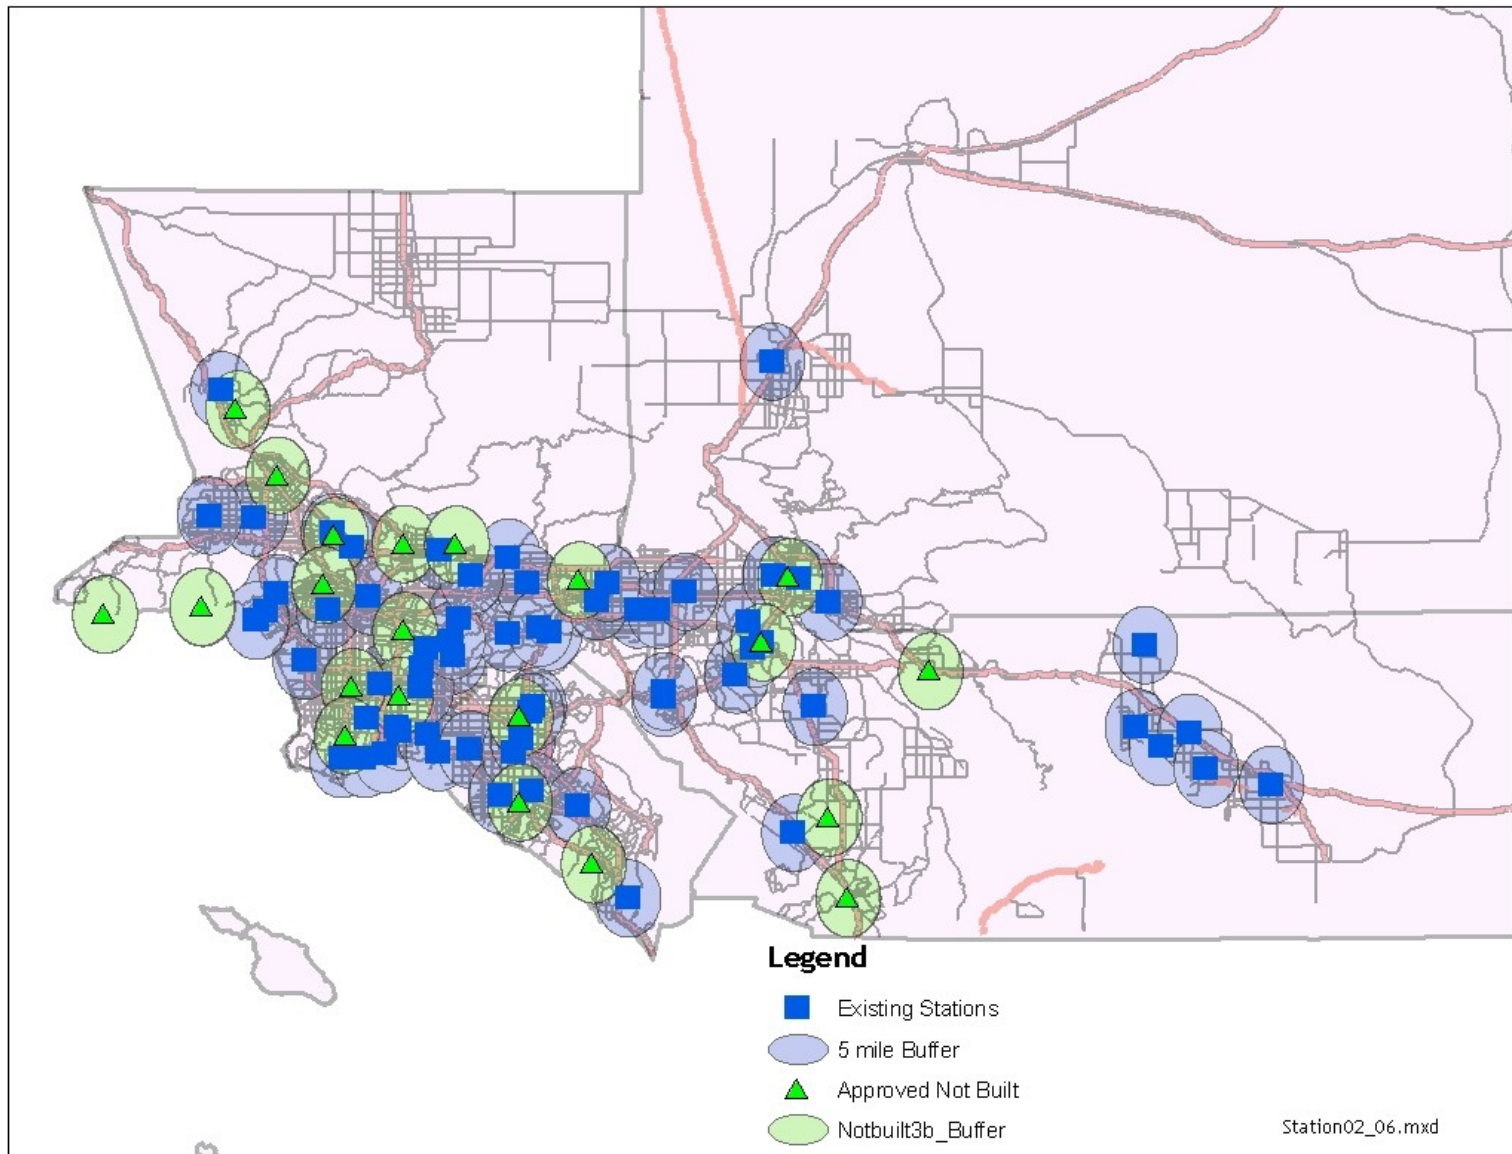 Legend
Existing Stations
5 mile Buffer
Approved Not Built
Notbuilt3b_Buffer
Station02_06.mxd